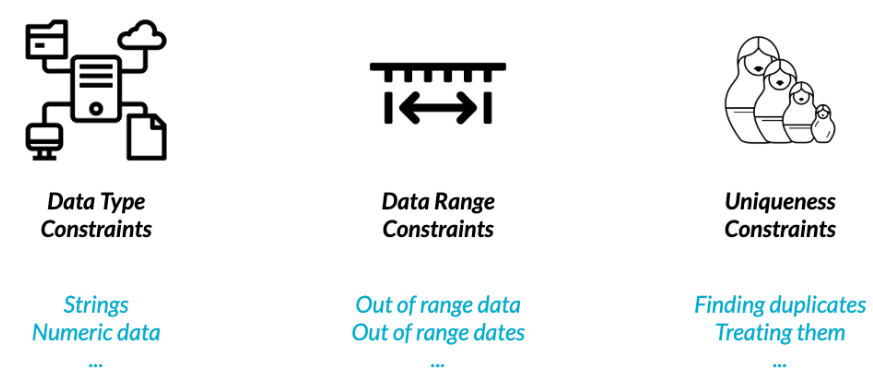 Data Type
Constraints
Data Range
Constraints
Uniqueness
Constraints
Strings
Numeric data
...
Out of range data
Out of range dates
...
Finding duplicates
Treating them
...